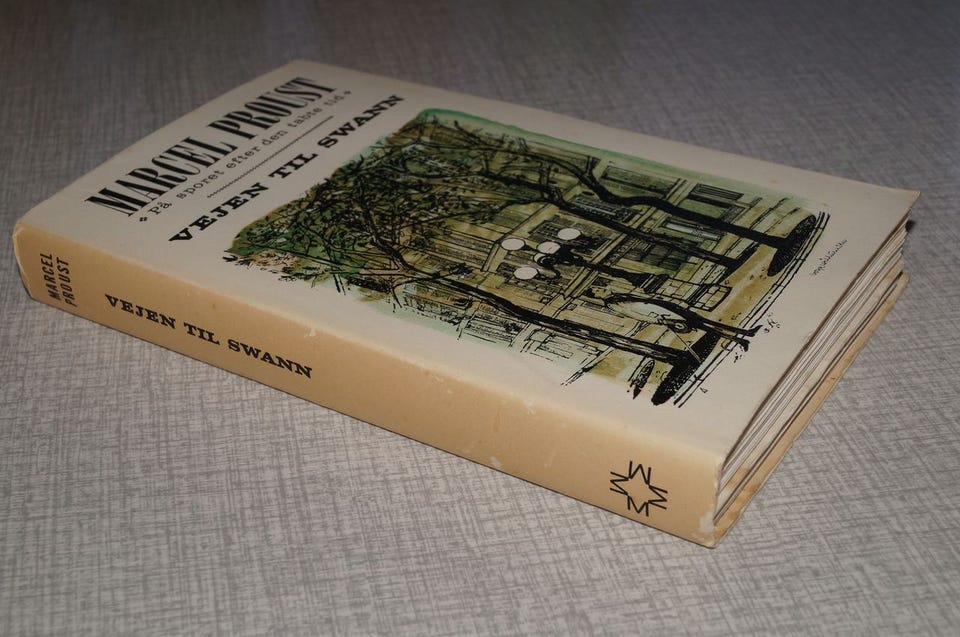 MARCEL PROUST
• På sporet efter den tabte tid •
VEJEN TIL SWANN
MARCEL
PROUST
VEJEN TIL SWANN